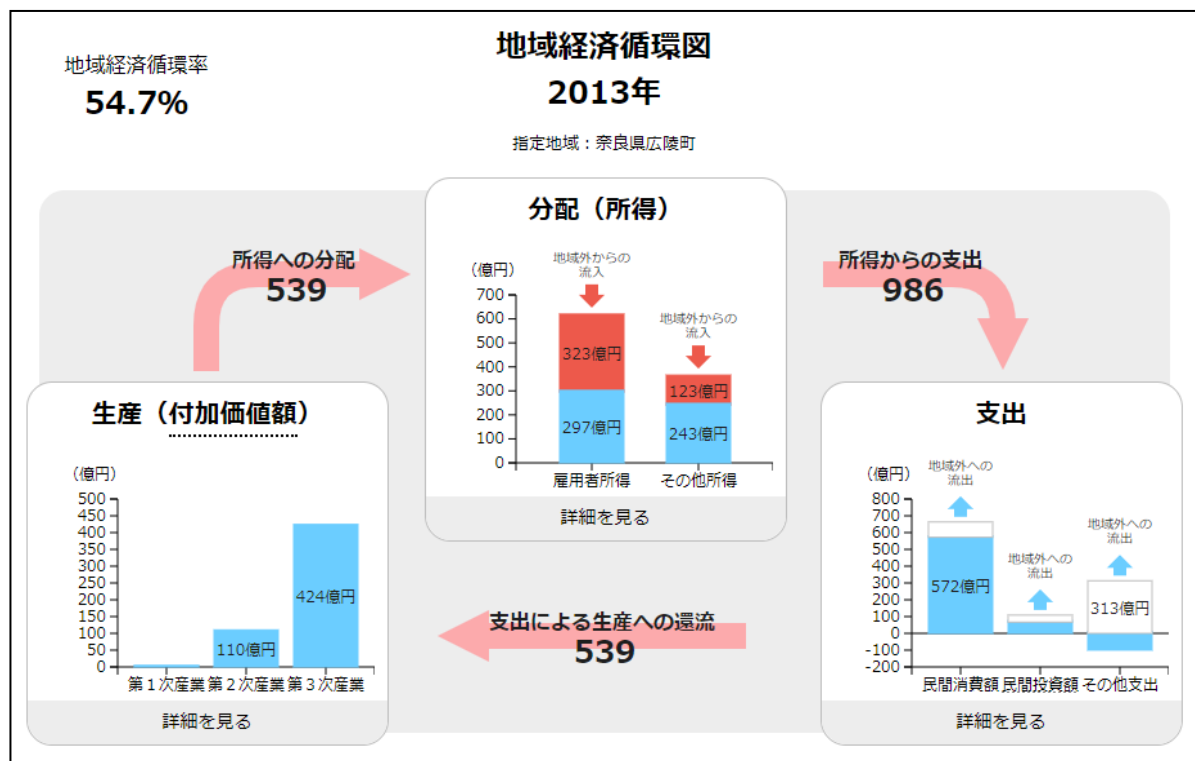 地域経済循環率
54.7%
地域経済循環図
2013年
指定地域：奈良県広陵町
所得への分配
539
分配（所得）
（億円）
地域外からの
流入
地域外からの
流入
700
600
500
400
300
200
100
0
323億円
297億円
123億円
243億円
雇用者所得
その他所得
詳細を見る
所得からの支出
986
生産（付加価値額）
（億円）
500
450
400
350
300
250
200
150
100
50
0
110億円
424億円
第１次産業
第２次産業
第３次産業
詳細を見る
支出による生産への還流
539
支出
（億円）
地域外への
流出
地域外への
流出
地域外への
流出
800
700
600
500
400
300
200
100
0
-100
-200
572億円
313億円
民間消費額
民間投資額
その他支出
詳細を見る